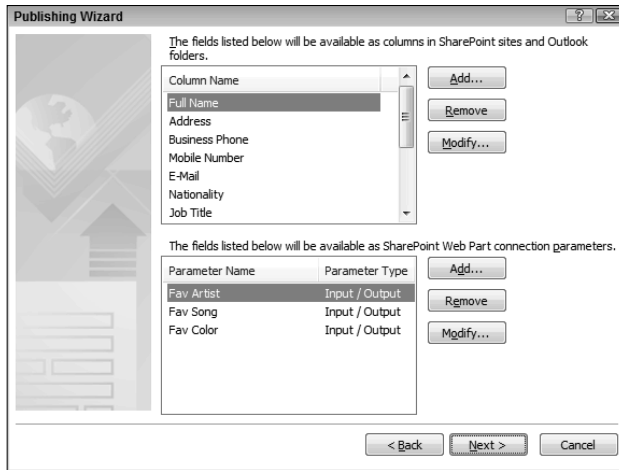 Publishing Wizard
The fields listed below will be available as columns in SharePoint sites and Outlook
folders.
Column Name
Full Name
Address
Business Phone
Mobile Number
E-Mail
Nationality
Job Title
Add...
Remove
Modify...
The fields listed below will be available as SharePoint Web Part connection parameters.
Parameter Name Parameter Type
Fav Artist Input / Output
Fav Song Input / Output
Fav Color Input / Output
Add...
Remove
Modify...
< Back Next > Cancel